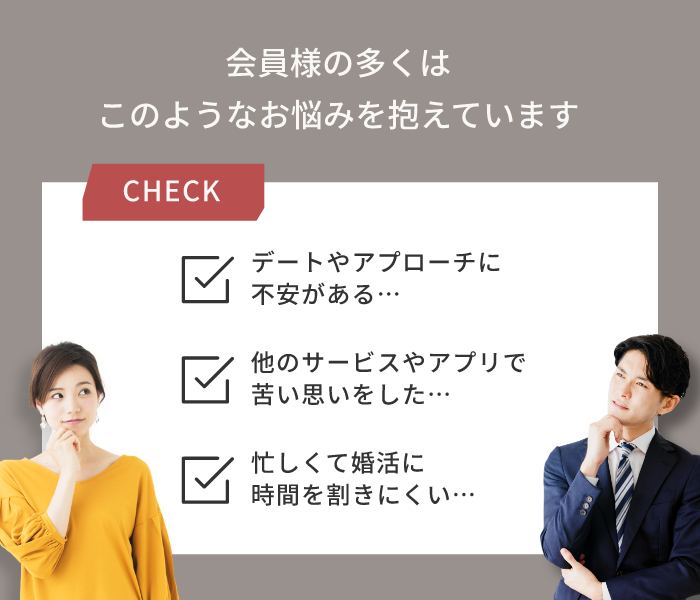 会員様の多くは
このようなお悩みを抱えています
CHECK
デートやアプローチに
不安がある…
他のサービスやアプリで
苦い思いをした…
忙しくて婚活に
時間を割きにくい…